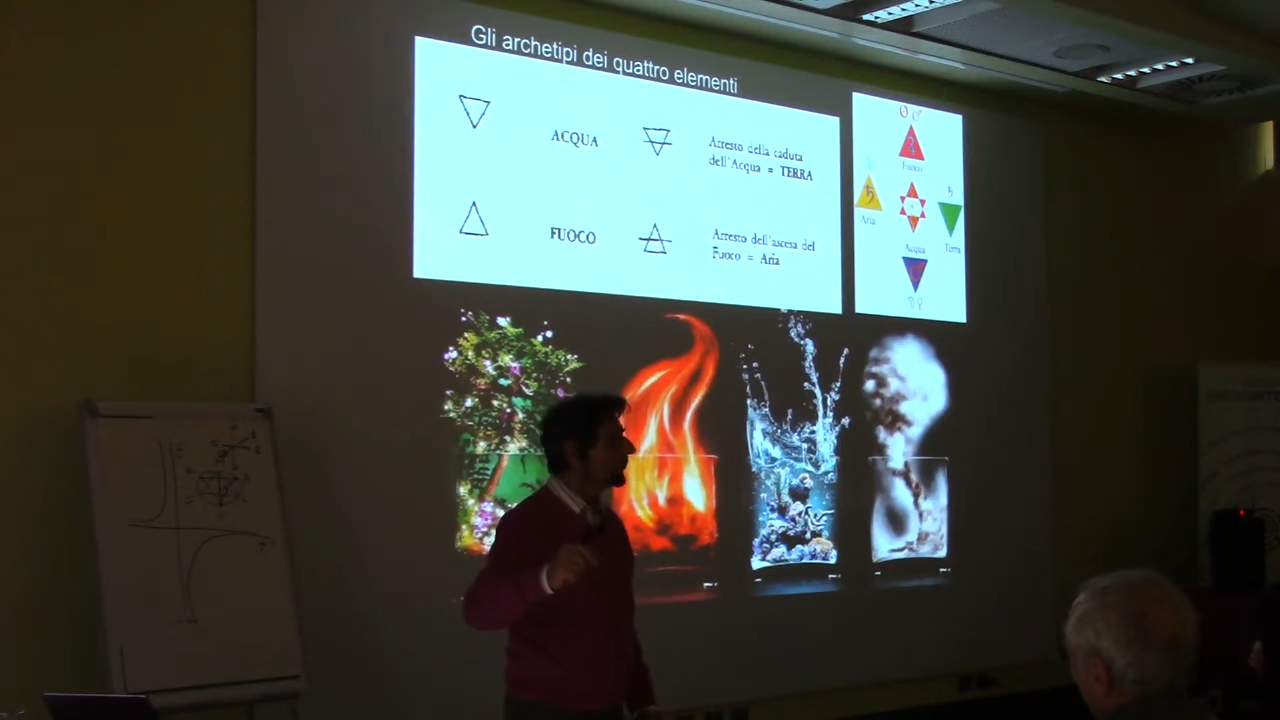 Gli archetipi dei quattro elementi
ACQUA
Arresto della caduta
dell'Acqua = TERRA
FUOCO
Arresto dell'ascesa del
Fuoco = Aria
Fuoco
Aria
Acqua
Terra